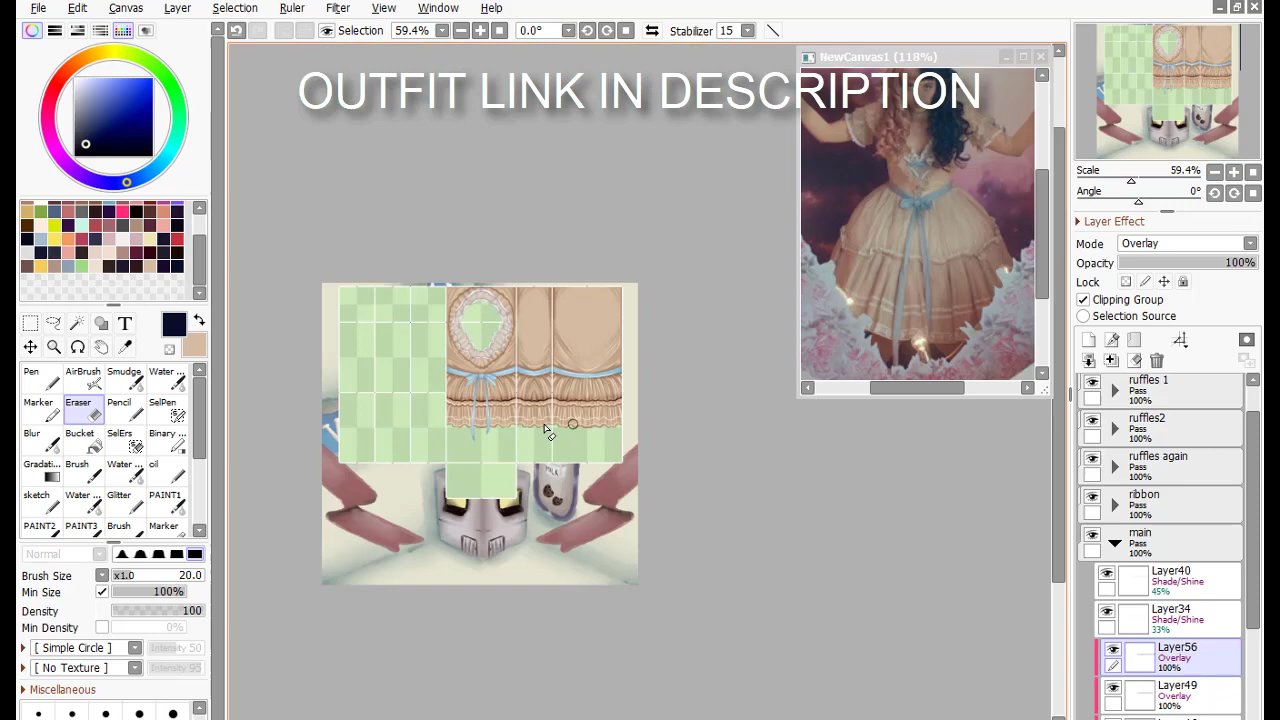 File Edit Canvas Layer Selection Ruler Filter View Window Help
Selection 59.4% 0.0° Stabilizer 15
NewCanvas1 (118%)
OUTFIT LINK IN DESCRIPTION
Scale 59.4%
Angle 0°
Layer Effect
Mode Overlay
Opacity 100%
Lock
Clipping Group
Selection Source
T
Pen AirBrush Smudge Water ...
Marker Eraser Pencil SelPen
Blur Bucket SelErs Binary ...
Gradati... Brush Water ... oil
sketch Water ... Glitter PAINT1
PAINT2 PAINT3 Brush Marker
Normal
Brush Size x1.0 20.0
Min Size 100%
Density 100
Min Density 0%
[ Simple Circle ] Intensity 50
[ No Texture ] Intensity 95
Miscellaneous
MILK
ruffles 1
Pass
100%
ruffles2
Pass
100%
ruffles again
Pass
100%
ribbon
Pass
100%
main
Pass
100%
Layer40
Shade/Shine
45%
Layer34
Shade/Shine
33%
Layer56
Overlay
100%
Layer49
Overlay
100%